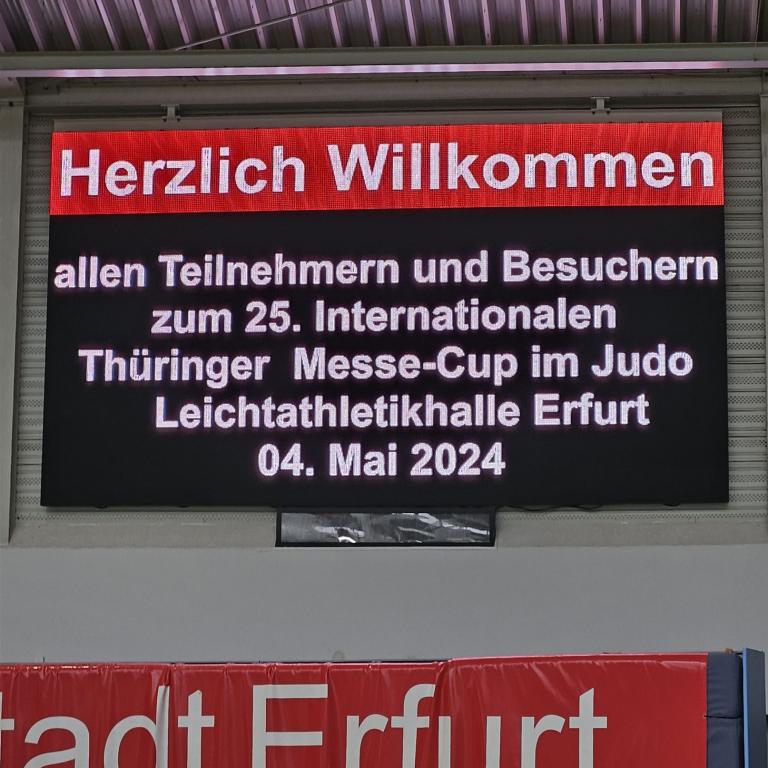 Herzlich Willkommen
allen Teilnehmern und Besuchern
zum 25. Internationalen
Thüringer Messe-Cup im Judo
Leichtathletikhalle Erfurt
04. Mai 2024
tadt Erfurt